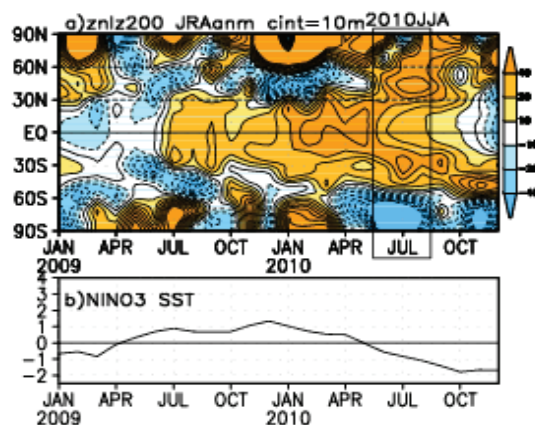 a)znlz200 JRAanm cint=10m 2010JJA
90N
60N
30N
EQ
30S
60S
90S
JAN APR JUL OCT JAN APR JUL OCT
2009 2010
b)NINO3 SST
4
3
2
1
0
-1
-2
JAN APR JUL OCT JAN APR JUL OCT
2009 2010